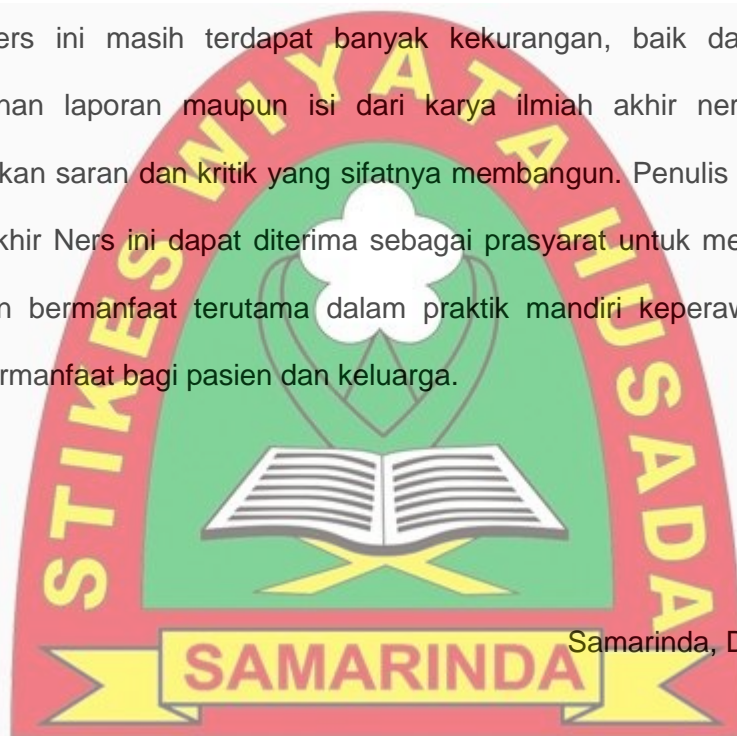 ers ini masih terdapat banyak kekurangan, baik da
nan laporan maupun isi dari karya ilmiah akhir ner
kan saran dan kritik yang sifatnya membangun. Penulis
khir Ners ini dapat diterima sebagai prasyarat untuk me
n bermanfaat terutama dalam praktik mandiri keperaw
rmanfaat bagi pasien dan keluarga.
STIKES WIYATA HUSADA
Samarinda, D
SAMARINDA